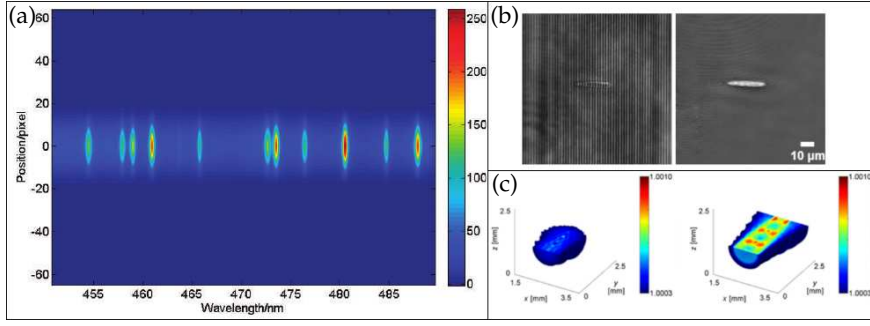 (a)
60
40
20
0
-20
-40
-60
Position/pixel
455 460 465 470 475 480 485
Wavelength/nm
250
200
150
100
50
0
(b)
10 µm
(c)
2.5
z [mm]
0
1.5
x [mm]
3.5
0
y [mm]
2.5
1.0010
1.0003
2.5
z [mm]
0
1.5
x [mm]
3.5
0
y [mm]
2.5
1.0010
1.0003